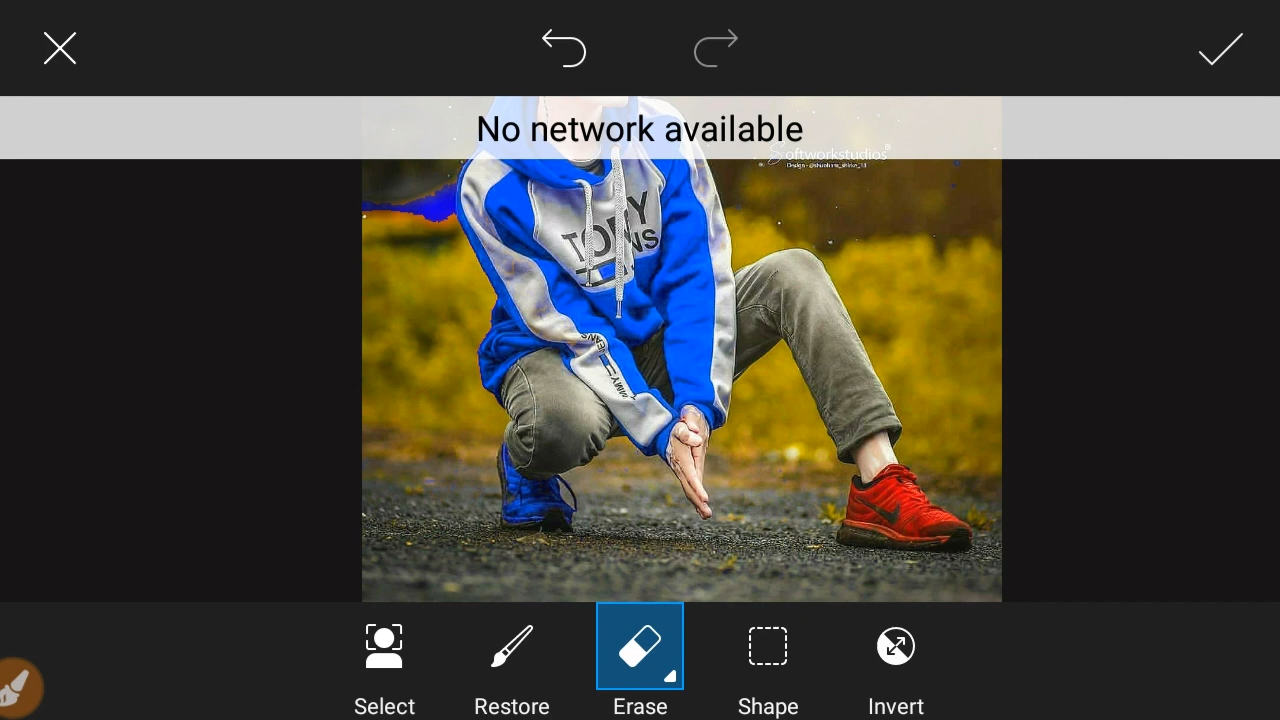 No network available
Softworkstudios®
TOMMY
JEANS
Select
Restore
Erase
Shape
Invert